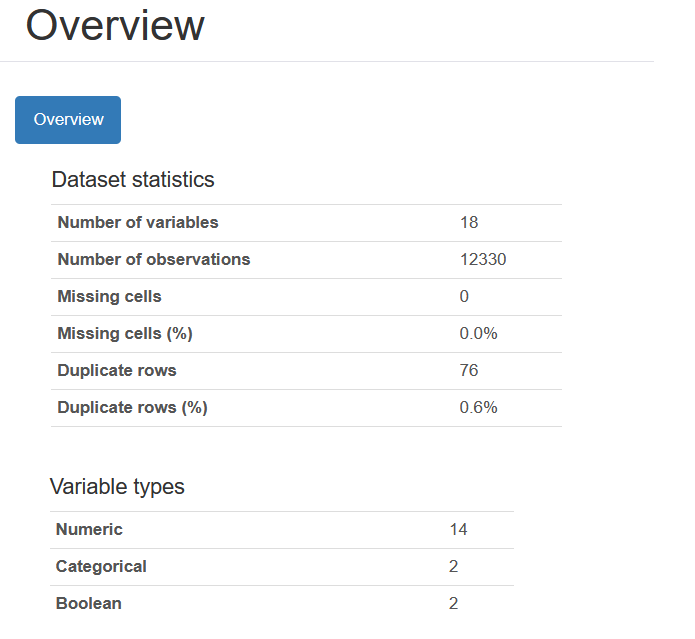 Overview
Overview
Dataset statistics
Number of variables 18
Number of observations 12330
Missing cells 0
Missing cells (%) 0.0%
Duplicate rows 76
Duplicate rows (%) 0.6%
Variable types
Numeric 14
Categorical 2
Boolean 2